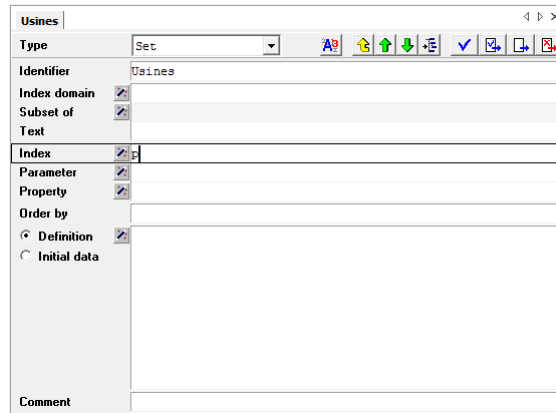 Usines
Type Set
Identifier Usines
Index domain
Subset of
Text
Index p
Parameter
Property
Order by
Definition
Initial data
Comment